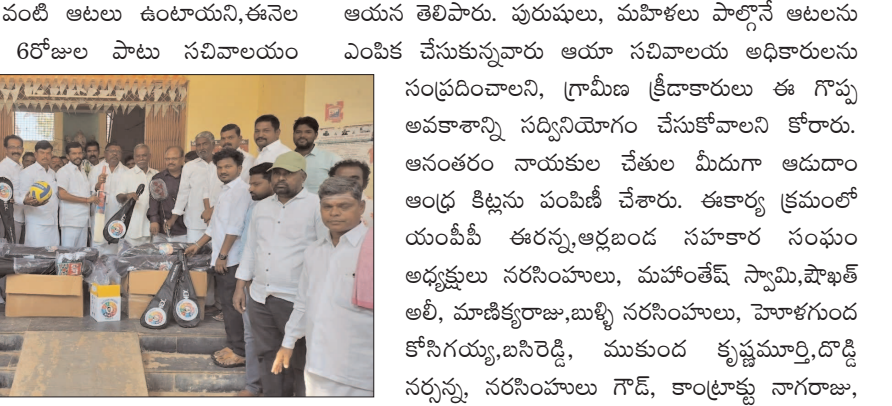 వంటి ఆటలు ఉంటాయని,ఈనెల
6రోజుల పాటు సచివాలయం
ఆయన తెలిపారు. పురుషులు, మహిళలు పాల్గొనే ఆటలను
ఎంపిక చేసుకున్నవారు ఆయా సచివాలయ అధికారులను
సంప్రదించాలని, గ్రామీణ క్రీడాకారులు ఈ గొప్ప
అవకాశాన్ని సద్వినియోగం చేసుకోవాలని కోరారు.
ఆనంతరం నాయకుల చేతుల మీదుగా ఆడుదాం
ఆంధ్ర కిట్లను పంపిణీ చేశారు. ఈకార్య క్రమంలో
యంపీపీ ఈరన్న,ఆర్లబండ సహకార సంఘం
అధ్యక్షులు నరసింహులు, మహాంతేష్ స్వామి,షౌఖత్
అలీ, మాణిక్యరాజు,బుళ్ళి నరసింహులు, హెూళగుంద
కోసిగయ్య,బసిరెడ్డి, ముకుంద కృష్ణమూర్తి,దొడ్డి
నర్సన్న, నరసింహులు గౌడ్, కాంట్రాక్టు నాగరాజు,